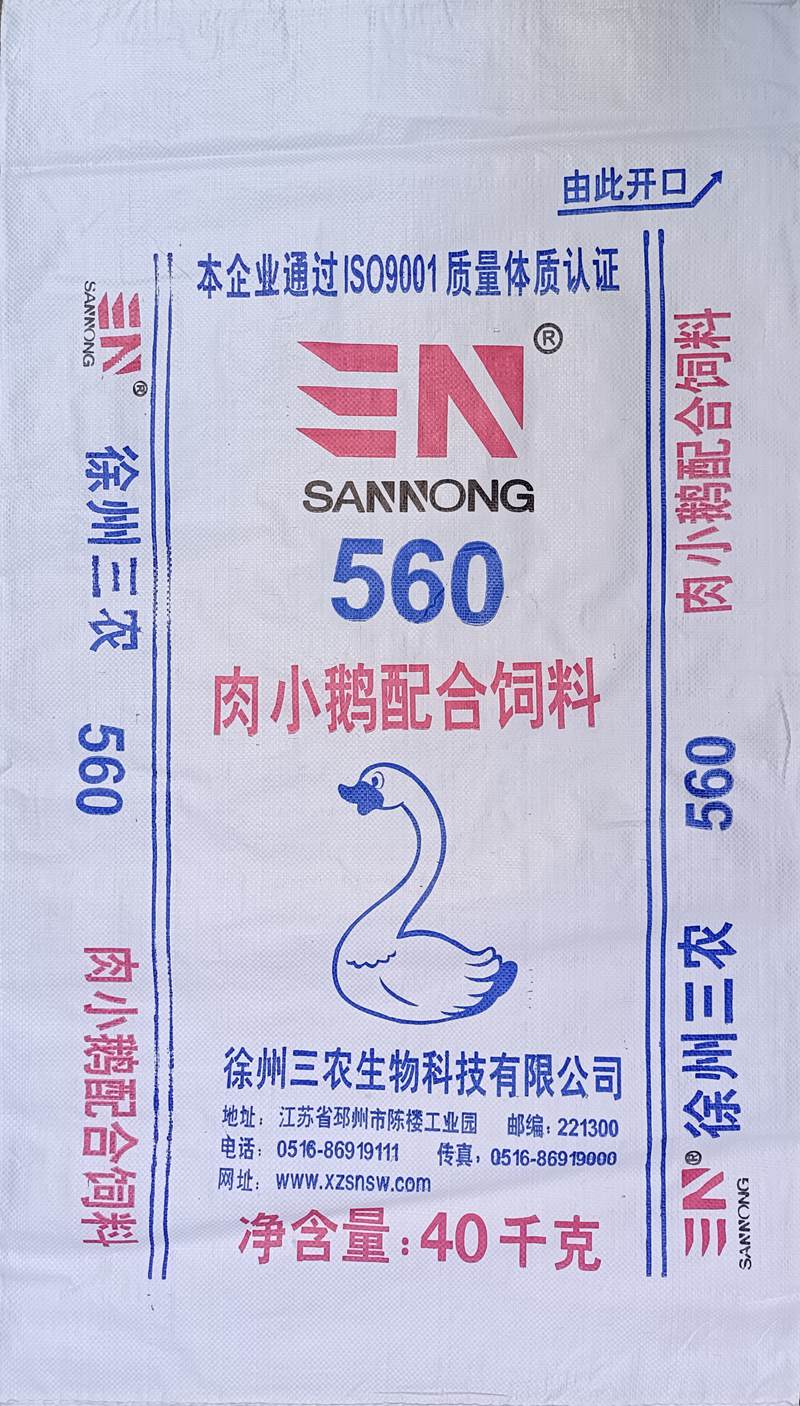 由此开口
本企业通过ISO9001质量体质认证
®
SANNONG
560
肉小鹅配合饲料
徐州三农生物科技有限公司
地址：江苏省邳州市陈楼工业园 邮编：221300
电话：0516-86919111 传真：0516-86919000
网址：www.xzsnsw.com
净含量：40千克
SANNONG ® 徐州三农 560 肉小鹅配合饲料
SANNONG ® 徐州三农 560 肉小鹅配合饲料